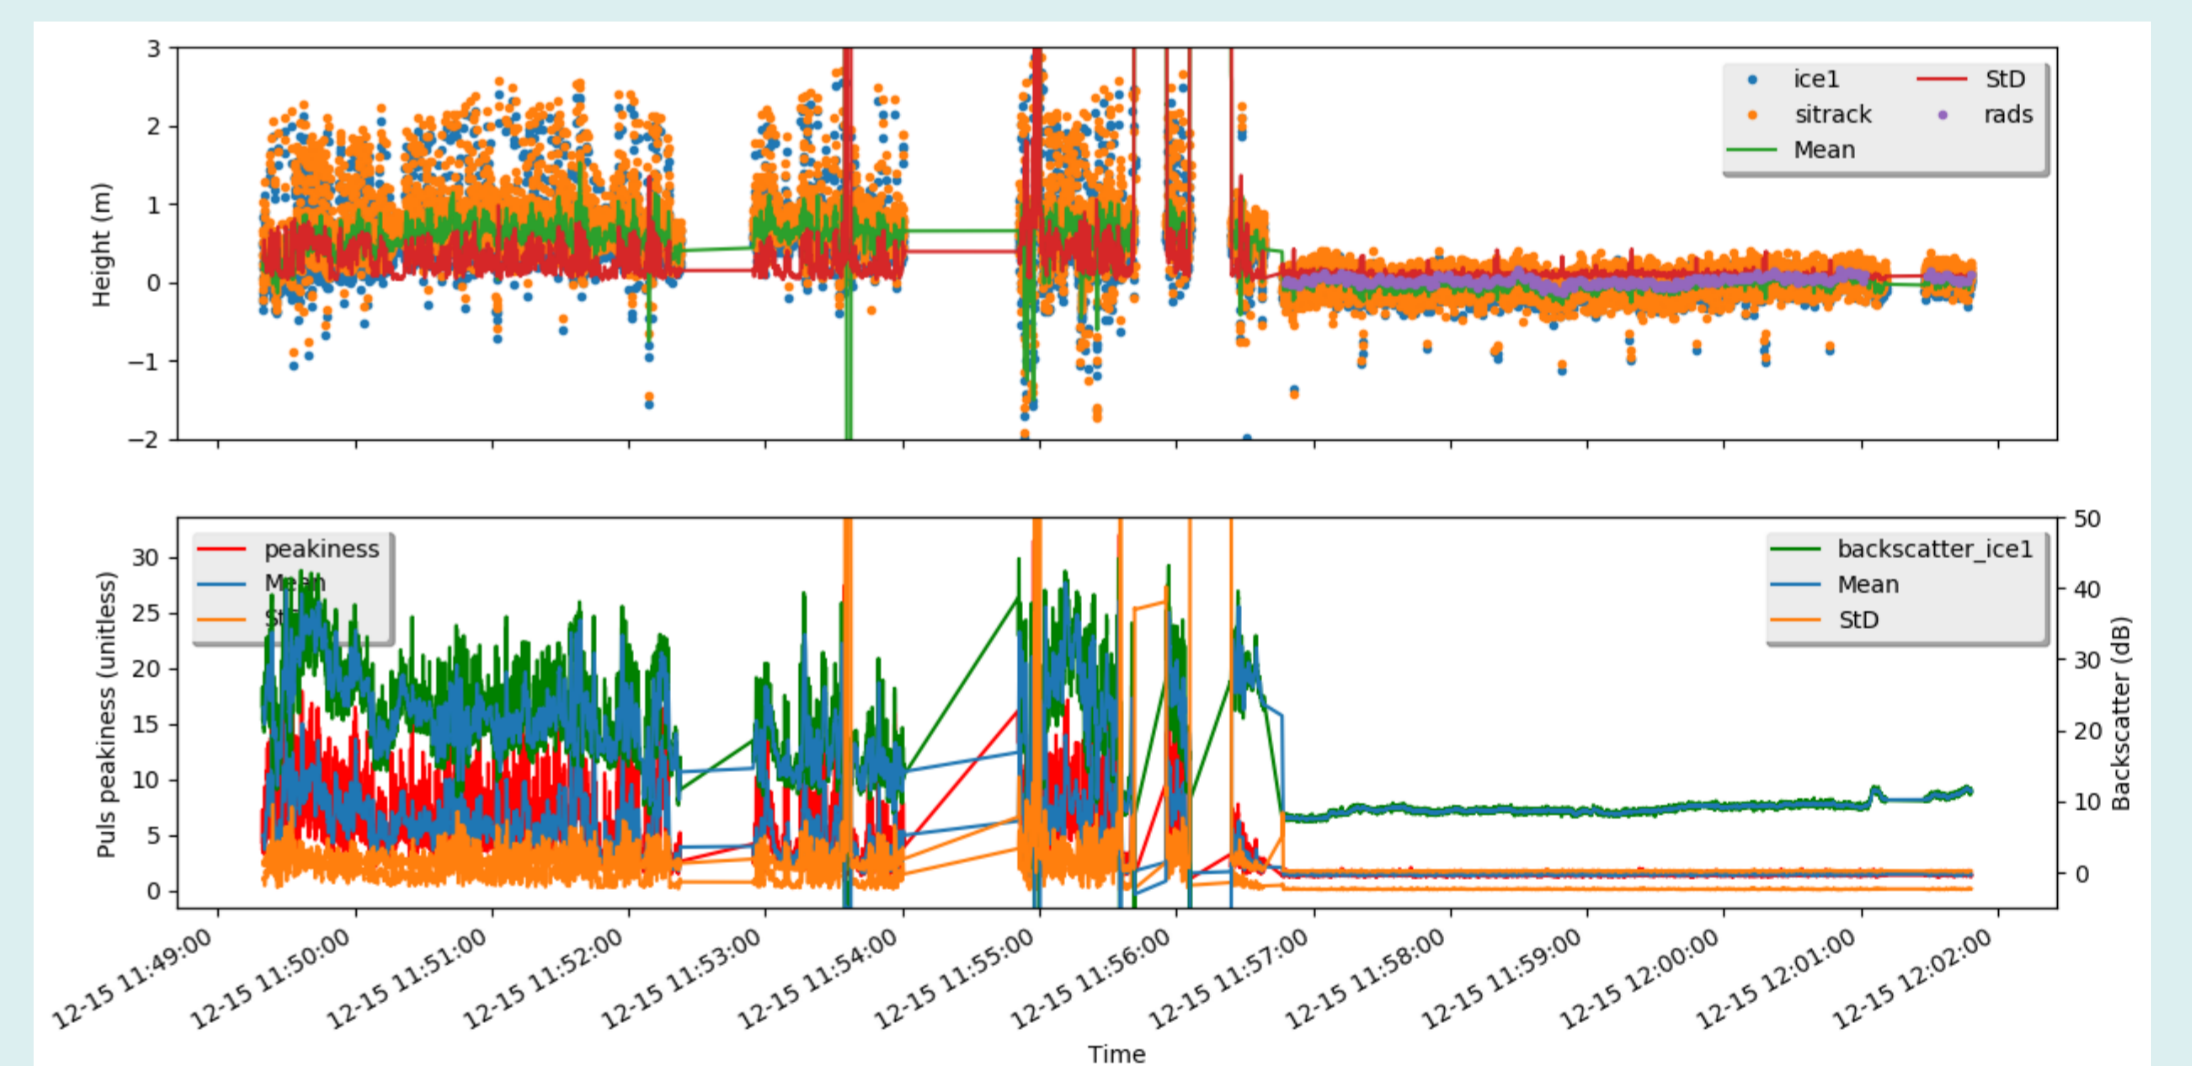 3
2
1
0
−1
−2
Height (m)
ice1
sitrack
Mean
StD
rads
30
25
20
15
10
5
0
Puls peakiness (unitless)
peakiness
Mean
StD
backscatter_ice1
Mean
StD
50
40
30
20
10
0
Backscatter (dB)
12-15 11:49:00
12-15 11:50:00
12-15 11:51:00
12-15 11:52:00
12-15 11:53:00
12-15 11:54:00
12-15 11:55:00
12-15 11:56:00
12-15 11:57:00
12-15 11:58:00
12-15 11:59:00
12-15 12:00:00
12-15 12:01:00
12-15 12:02:00
Time